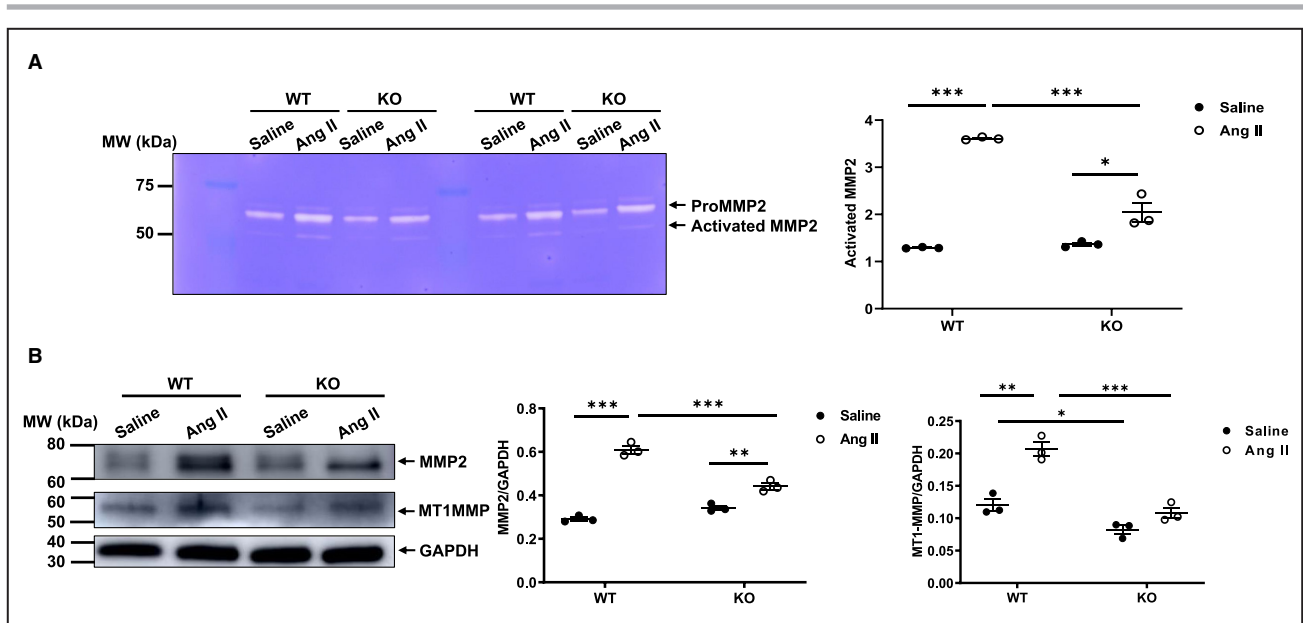 A
WT KO WT KO
Saline Ang II Saline Ang II Saline Ang II Saline Ang II
MW (kDa)
75
50
ProMMP2
Activated MMP2
*** ***
*
Saline
Ang II
Activated MMP2
4
3
2
1
0
WT KO
B
WT KO
Saline Ang II Saline Ang II
MW (kDa)
80
60
MMP2
60
50
MT1MMP
40
30
GAPDH
*** ***
**
Saline
Ang II
MMP2/GAPDH
0.8
0.6
0.4
0.2
0.0
WT KO
** ***
*
Saline
Ang II
MT1-MMP/GAPDH
0.25
0.20
0.15
0.10
0.05
0.00
WT KO